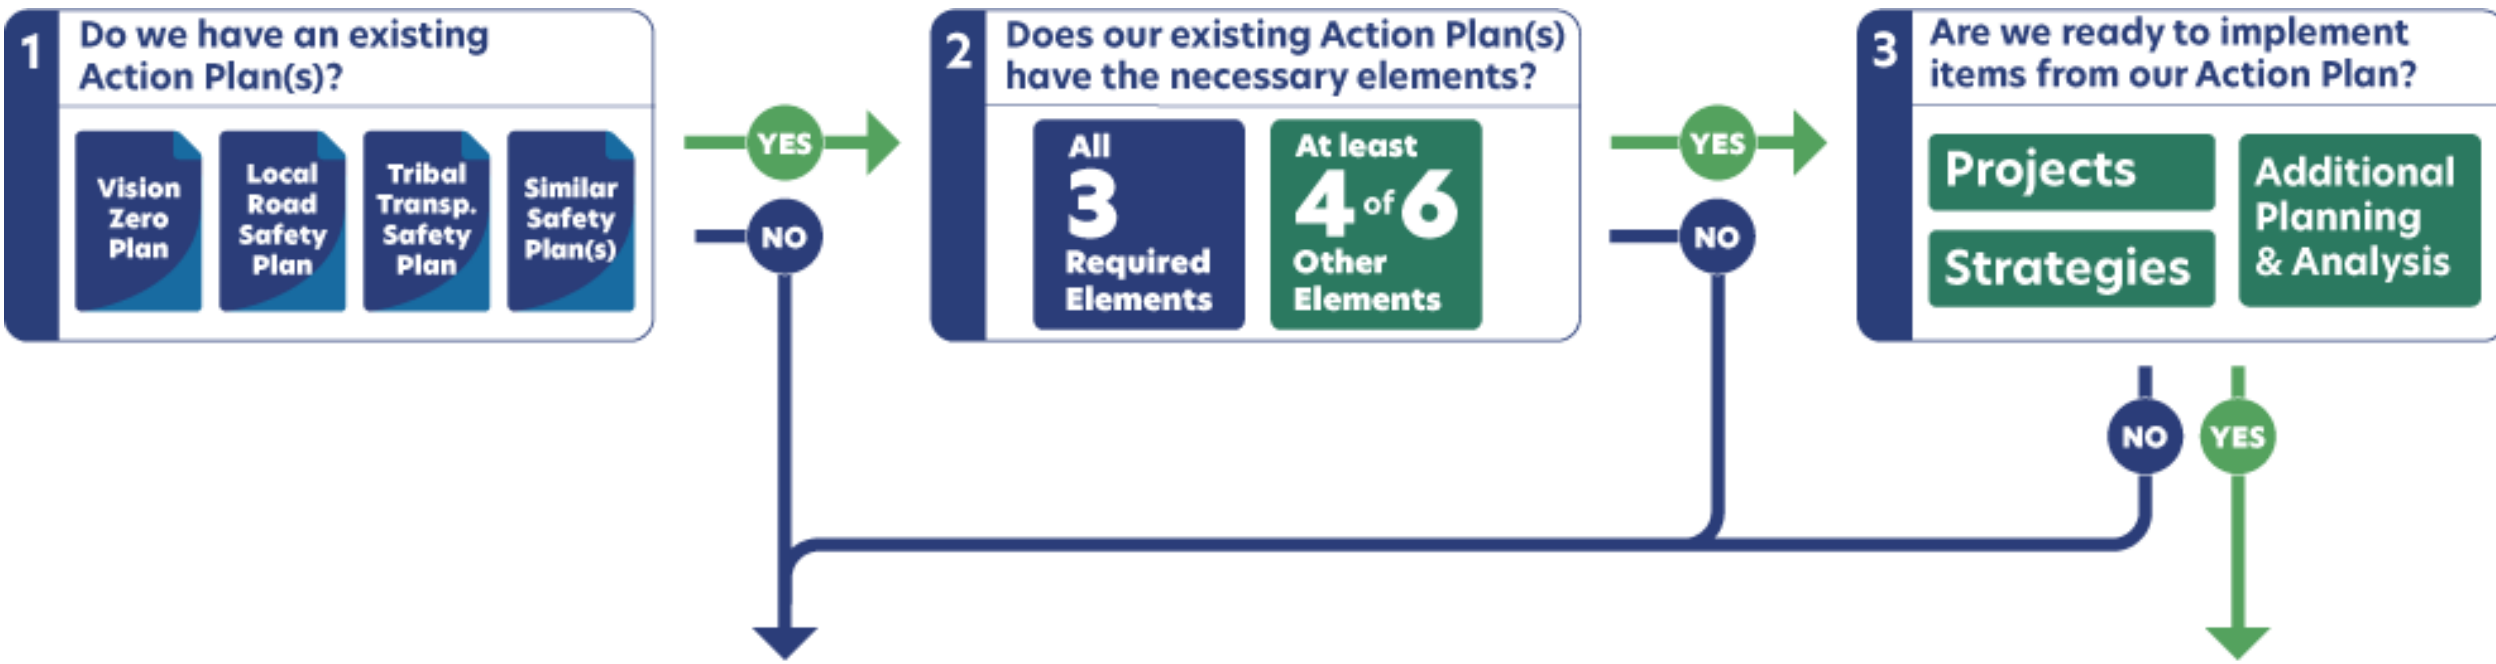 1
Do we have an existing
Action Plan(s)?
Vision
Zero
Plan
Local
Road
Safety
Plan
Tribal
Transp.
Safety
Plan
Similar
Safety
Plan(s)
YES
NO
2
Does our existing Action Plan(s)
have the necessary elements?
All
3
Required
Elements
At least
4 of 6
Other
Elements
YES
NO
3
Are we ready to implement
items from our Action Plan?
Projects
Strategies
Additional
Planning
& Analysis
NO
YES